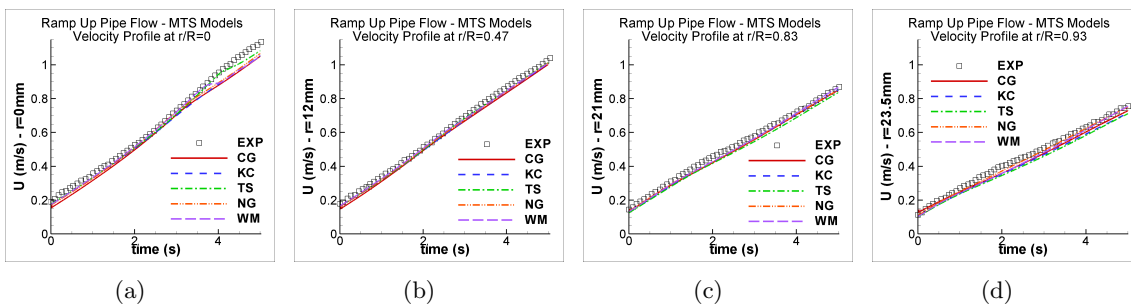 Ramp Up Pipe Flow - MTS Models
Velocity Profile at r/R=0
U (m/s) - r=0mm
1
0.8
0.6
0.4
0.2
0
0
2
4
time (s)
EXP
CG
KC
TS
NG
WM
(a)
Ramp Up Pipe Flow - MTS Models
Velocity Profile at r/R=0.47
U (m/s) - r=12mm
1
0.8
0.6
0.4
0.2
0
0
2
4
time (s)
EXP
CG
KC
TS
NG
WM
(b)
Ramp Up Pipe Flow - MTS Models
Velocity Profile at r/R=0.83
U (m/s) - r=21mm
1
0.8
0.6
0.4
0.2
0
0
2
4
time (s)
EXP
CG
KC
TS
NG
WM
(c)
Ramp Up Pipe Flow - MTS Models
Velocity Profile at r/R=0.93
U (m/s) - r=23.5mm
1
0.8
0.6
0.4
0.2
0
0
2
4
time (s)
EXP
CG
KC
TS
NG
WM
(d)